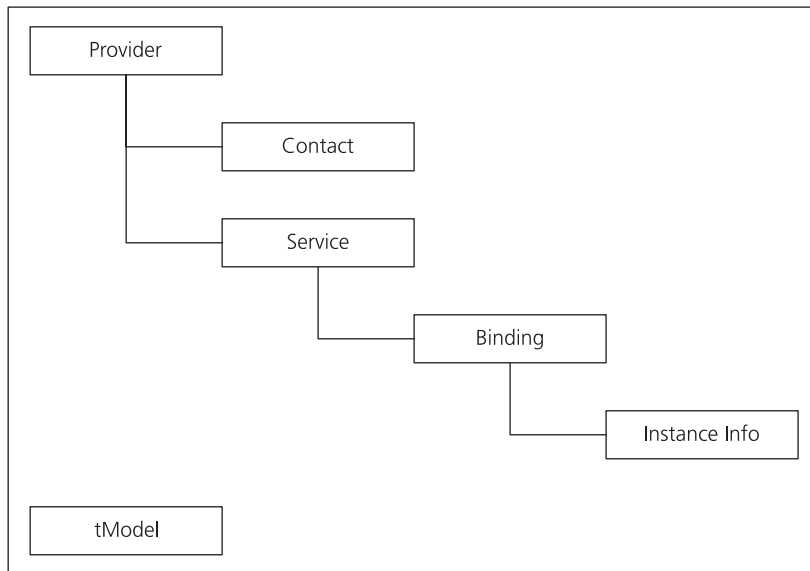 Provider
Contact
Service
Binding
Instance Info
tModel